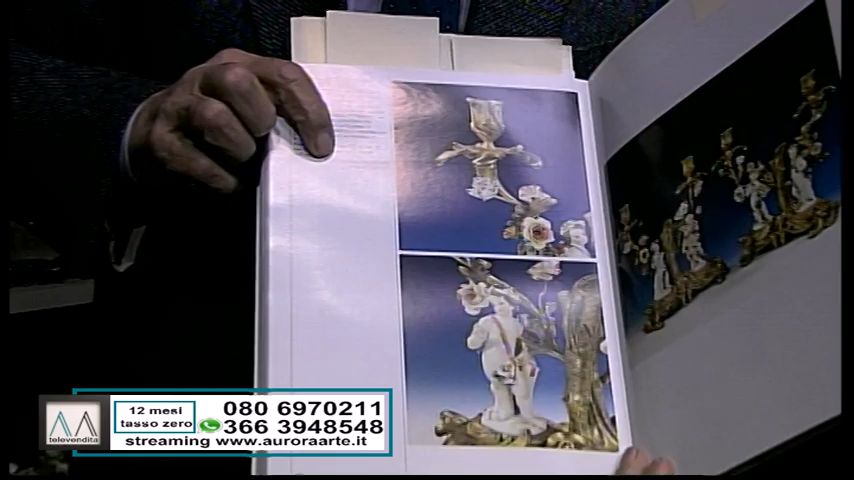 12 mesi
tasso zero
080 6970211
366 3948548
televendita
streaming www.auroraarte.it